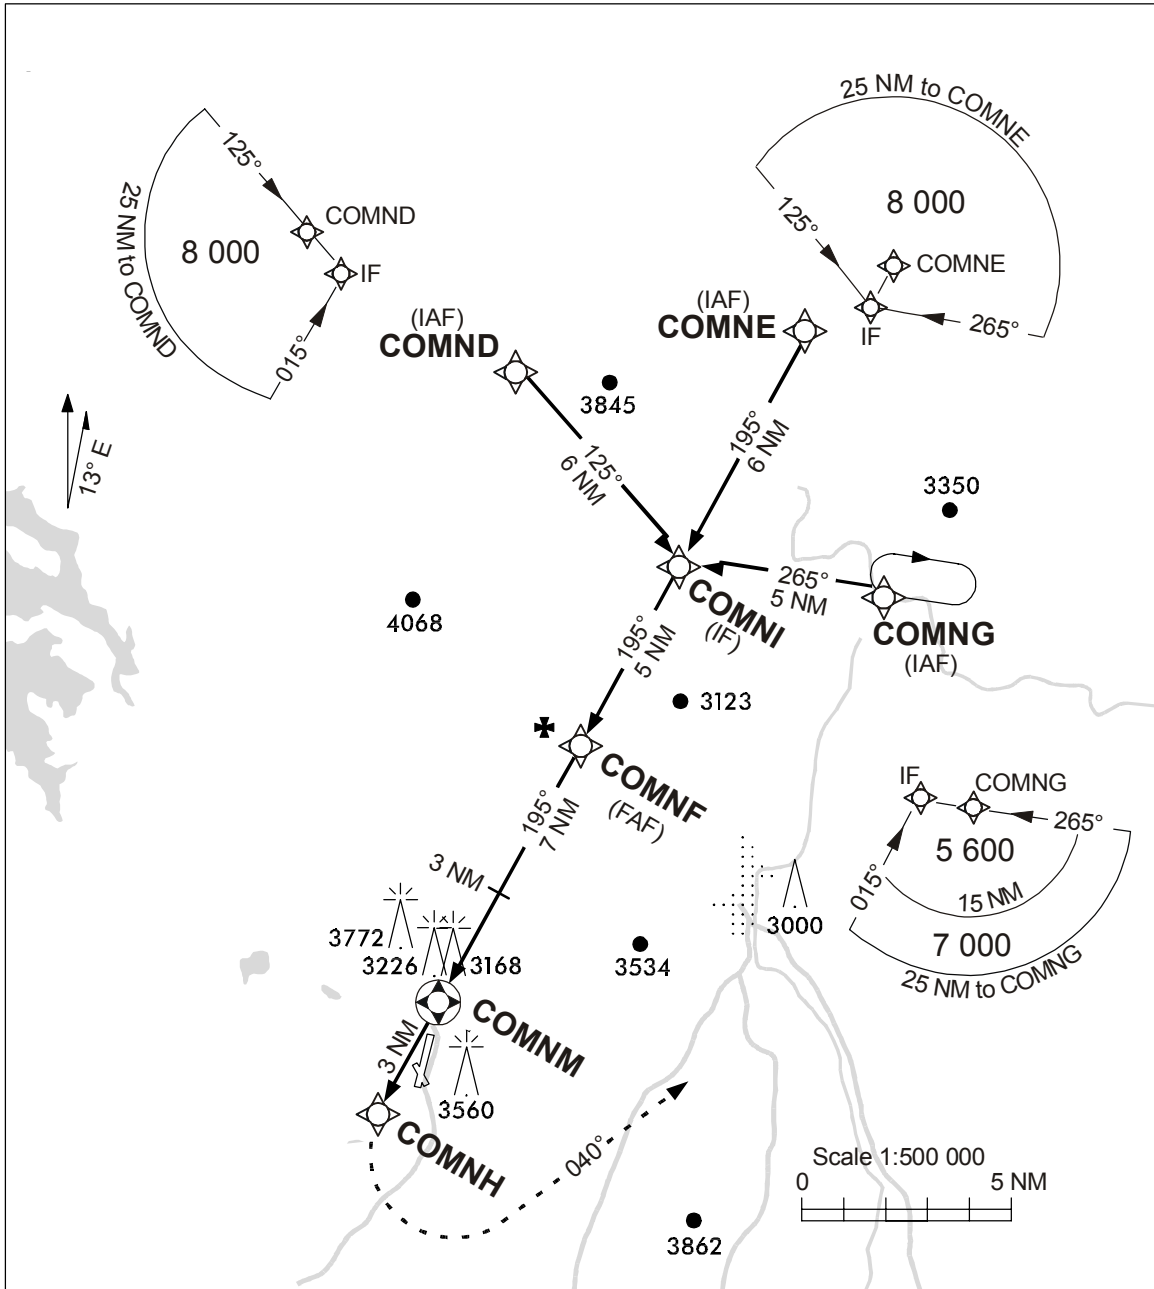 25 NM to COMND
125°
COMND
8 000
IF
015°
25 NM to COMNE
8 000
125°
COMNE
IF
265°
(IAF)
COMND
(IAF)
COMNE
3845
13° E
125°
6 NM
195°
6 NM
3350
4068
265°
5 NM
COMNI
(IF)
COMNG
(IAF)
195°
5 NM
3123
COMNF
(FAF)
195°
7 NM
IF
COMNG
265°
5 600
015°
15 NM
7 000
25 NM to COMNG
3 NM
3772
3226
3168
3534
3000
COMNM
3 NM
3560
COMNH
040°
Scale 1:500 000
0
5 NM
3862